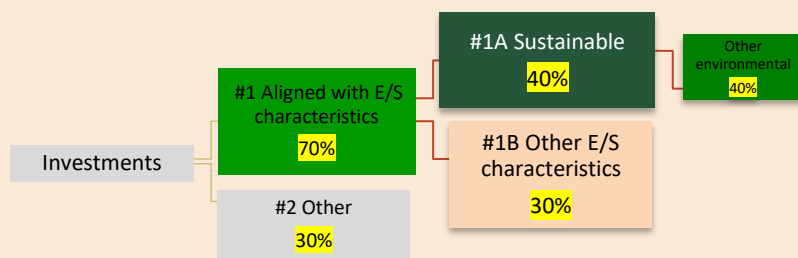 Investments
#1 Aligned with E/S
characteristics
70%
#2 Other
30%
#1A Sustainable
40%
#1B Other E/S
characteristics
30%
Other
environmental
40%